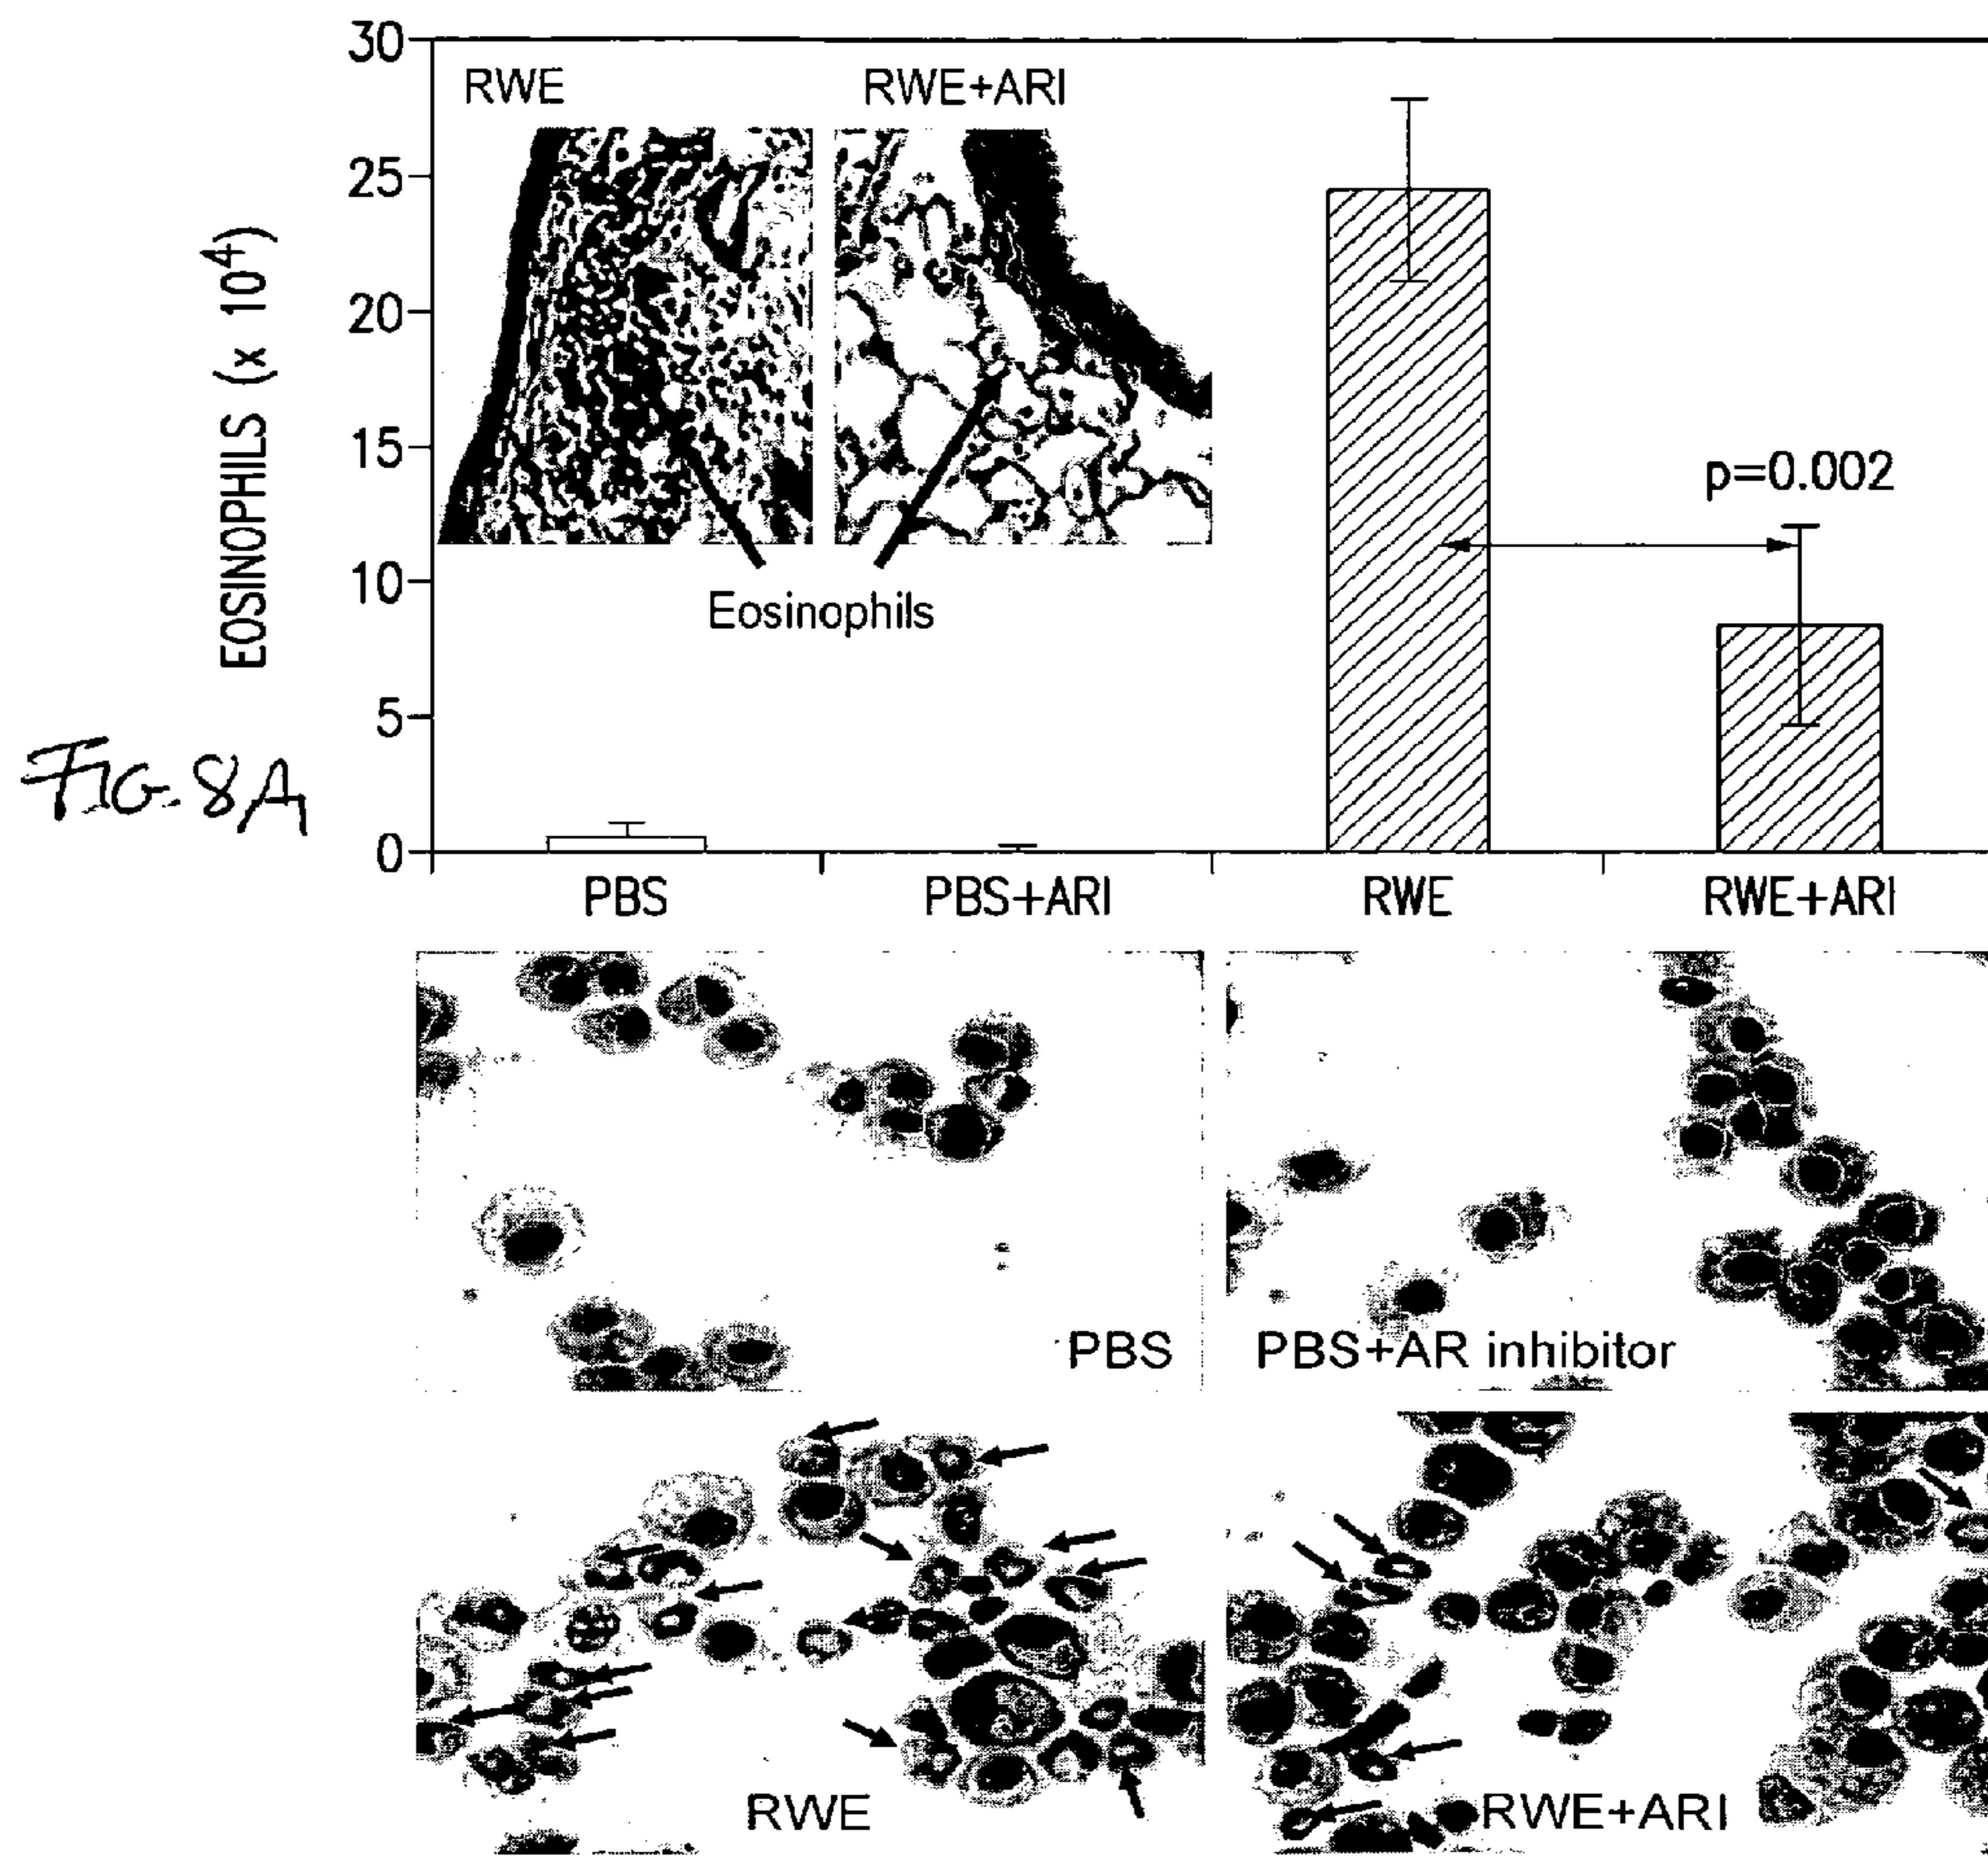 30
RWE
RWE+ARI
25
20
15
10
5
0
EOSINOPHILS (x 10⁴)
p=0.002
Eosinophils
FIG. 8A
PBS
PBS+ARI
RWE
RWE+ARI
PBS
PBS+AR inhibitor
RWE
RWE+ARI